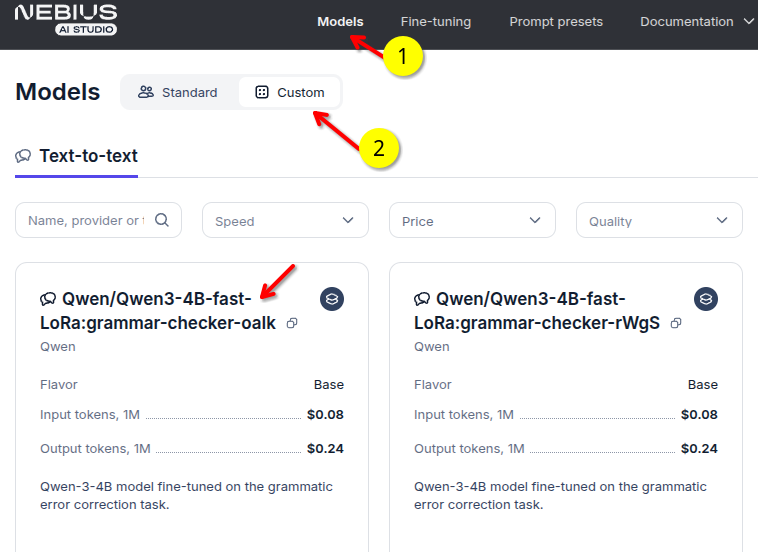 NEBIUS
AI STUDIO
Models Fine-tuning Prompt presets Documentation
1
Models Standard Custom
2
Text-to-text
Name, provider or Speed Price Quality
Qwen/Qwen3-4B-fast-
LoRA:grammar-checker-oalk
Qwen
Flavor Base
Input tokens, 1M $0.08
Output tokens, 1M $0.24
Qwen-3-4B model fine-tuned on the grammatic
error correction task.
Qwen/Qwen3-4B-fast-
LoRA:grammar-checker-rWgS
Qwen
Flavor Base
Input tokens, 1M $0.08
Output tokens, 1M $0.24
Qwen-3-4B model fine-tuned on the grammatic
error correction task.